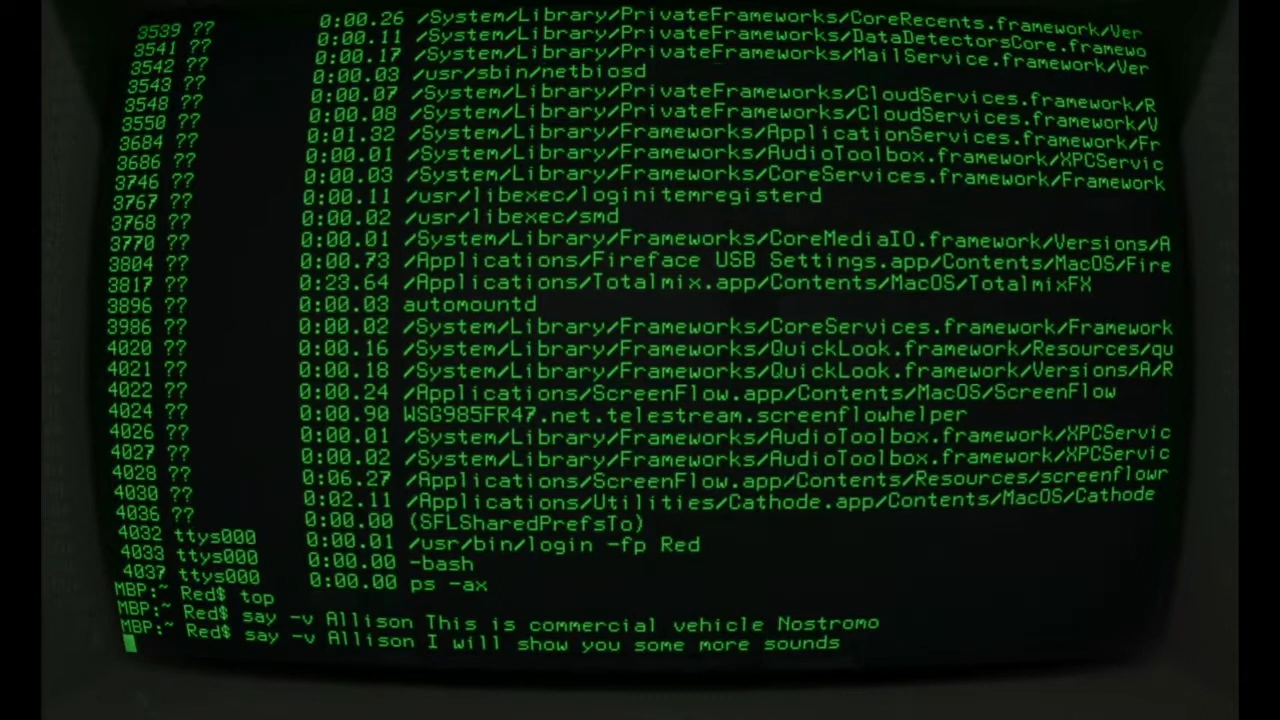 3539 ?? 0:00.26 /System/Library/PrivateFrameworks/CoreRecents.framework/Ver
3541 ?? 0:00.11 /System/Library/PrivateFrameworks/DataDetectorsCore.framewo
3542 ?? 0:00.17 /System/Library/PrivateFrameworks/MailService.framework/Ver
3543 ?? 0:00.03 /usr/sbin/netbiosd
3548 ?? 0:00.07 /System/Library/PrivateFrameworks/CloudServices.framework/R
3550 ?? 0:00.08 /System/Library/PrivateFrameworks/CloudServices.framework/V
3684 ?? 0:01.32 /System/Library/Frameworks/ApplicationServices.framework/Fr
3686 ?? 0:00.01 /System/Library/Frameworks/AudioToolbox.framework/XPCServic
3746 ?? 0:00.03 /System/Library/Frameworks/CoreServices.framework/Framework
3767 ?? 0:00.11 /usr/libexec/loginitemregisterd
3768 ?? 0:00.02 /usr/libexec/smd
3770 ?? 0:00.01 /System/Library/Frameworks/CoreMediaIO.framework/Versions/A
3804 ?? 0:00.73 /Applications/Fireface USB Settings.app/Contents/MacOS/Fire
3817 ?? 0:23.64 /Applications/Totalmix.app/Contents/MacOS/TotalmixFX
3896 ?? 0:00.03 automountd
3986 ?? 0:00.02 /System/Library/Frameworks/CoreServices.framework/Framework
4020 ?? 0:00.16 /System/Library/Frameworks/QuickLook.framework/Resources/qu
4021 ?? 0:00.18 /System/Library/Frameworks/QuickLook.framework/Versions/A/R
4022 ?? 0:00.24 /Applications/ScreenFlow.app/Contents/MacOS/ScreenFlow
4024 ?? 0:00.90 WSG985FR47.net.telestream.screenflowhelper
4026 ?? 0:00.01 /System/Library/Frameworks/AudioToolbox.framework/XPCServic
4027 ?? 0:00.02 /System/Library/Frameworks/AudioToolbox.framework/XPCServic
4028 ?? 0:06.27 /Applications/ScreenFlow.app/Contents/Resources/screenflowr
4030 ?? 0:02.11 /Applications/Utilities/Cathode.app/Contents/MacOS/Cathode
4036 ?? 0:00.00 (SFLSharedPrefsTo)
4032 ttys000 0:00.01 /usr/bin/login -fp Red
4033 ttys000 0:00.00 -bash
4037 ttys000 0:00.00 ps -ax
MBP:~ Red$ top
MBP:~ Red$ say -v Allison This is commercial vehicle Nostromo
MBP:~ Red$ say -v Allison I will show you some more sounds